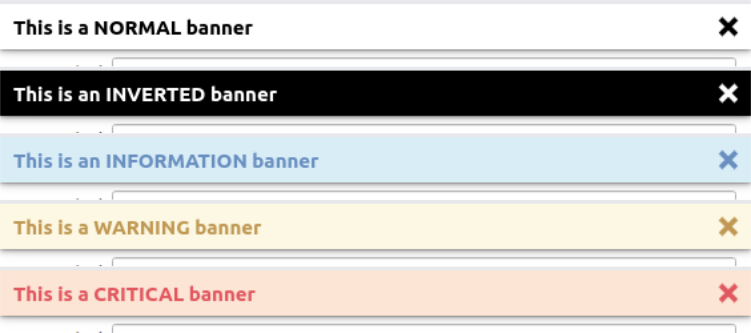 This is a NORMAL banner
This is an INVERTED banner
This is an INFORMATION banner
This is a WARNING banner
This is a CRITICAL banner